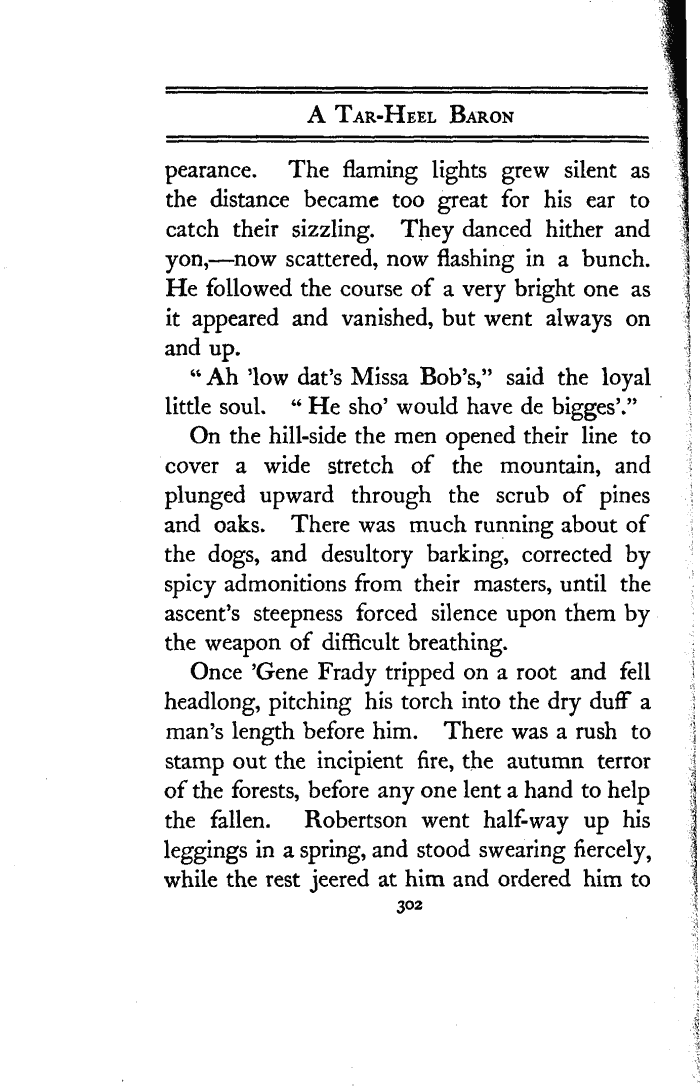 A TAR-HEEL BARON
pearance. The flaming lights grew silent as
the distance became too great for his ear to
catch their sizzling. They danced hither and
yon,—now scattered, now flashing in a bunch.
He followed the course of a very bright one as
it appeared and vanished, but went always on
and up.
“ Ah ’low dat's Missa Bob's,” said the loyal
little soul. “ He sho’ would have de bigges’.”
On the hill-side the men opened their line to
cover a wide stretch of the mountain, and
plunged upward through the scrub of pines
and oaks. There was much running about of
the dogs, and desultory barking, corrected by
spicy admonitions from their masters, until the
ascent's steepness forced silence upon them by
the weapon of difficult breathing.
Once ’Gene Frady tripped on a root and fell
headlong, pitching his torch into the dry duff a
man's length before him. There was a rush to
stamp out the incipient fire, the autumn terror
of the forests, before any one lent a hand to help
the fallen. Robertson went half-way up his
leggings in a spring, and stood swearing fiercely,
while the rest jeered at him and ordered him to
302